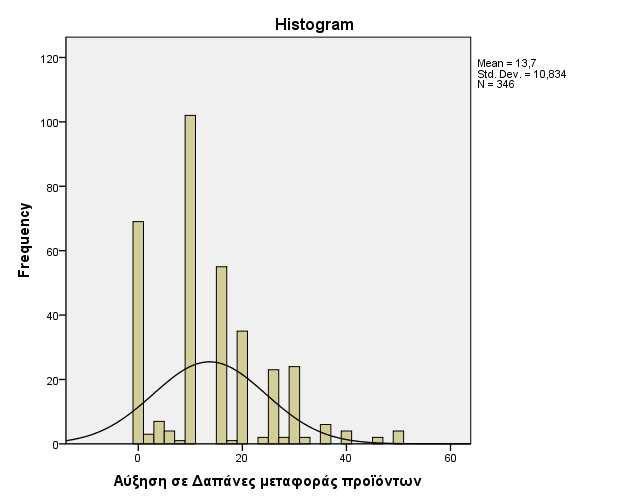 Histogram
Mean = 13,7
Std. Dev. = 10,834
N = 346
120
100
80
60
40
20
0
Frequency
0 20 40 60
Αύξηση σε Δαπάνες μεταφοράς προϊόντων